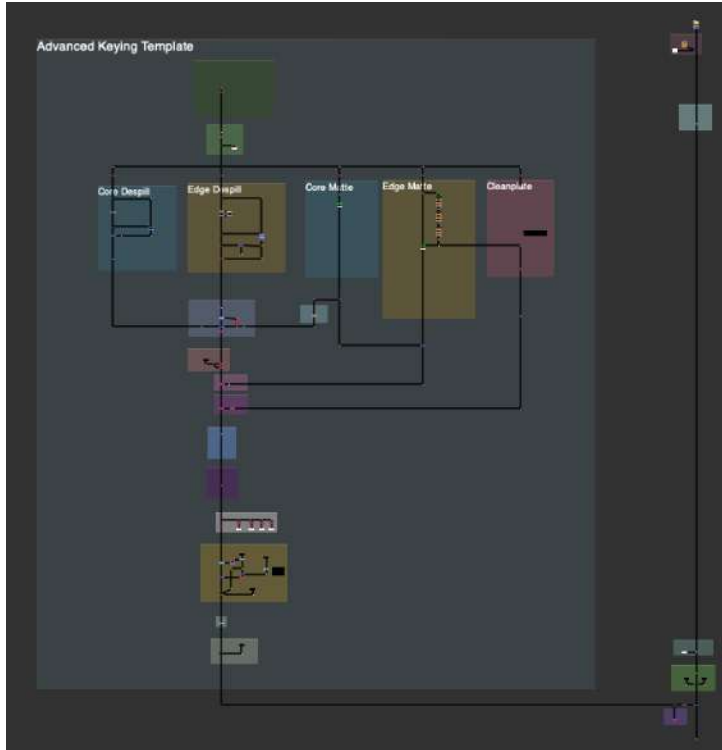 Advanced Keying Template
Core Despill
Edge Despill
Core Matte
Edge Matte
Cleanplate